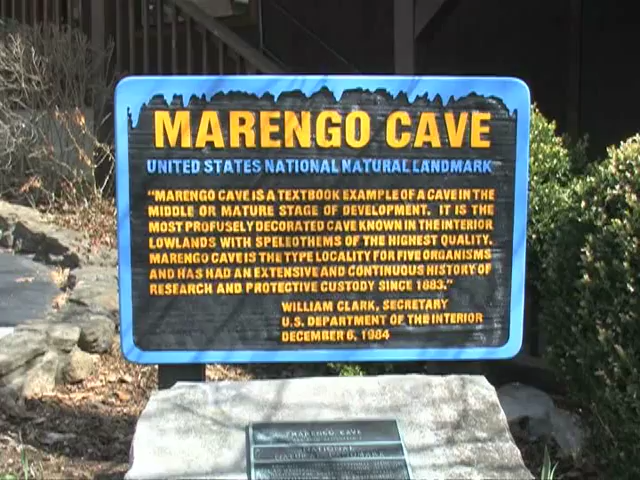 MARENGO CAVE
UNITED STATES NATIONAL NATURAL LANDMARK
"MARENGO CAVE IS A TEXTBOOK EXAMPLE OF A CAVE IN THE
MIDDLE OR MATURE STAGE OF DEVELOPMENT. IT IS THE
MOST PROFUSELY DECORATED CAVE KNOWN IN THE INTERIOR
LOWLANDS WITH SPELEOTHEMS OF THE HIGHEST QUALITY.
MARENGO CAVE IS THE TYPE LOCALITY FOR FIVE ORGANISMS
AND HAS HAD AN EXTENSIVE AND CONTINUOUS HISTORY OF
RESEARCH AND PROTECTIVE CUSTODY SINCE 1883."
WILLIAM CLARK, SECRETARY
U.S. DEPARTMENT OF THE INTERIOR
DECEMBER 6, 1984
MARENGO CAVE
NATIONAL
NATURAL LANDMARK